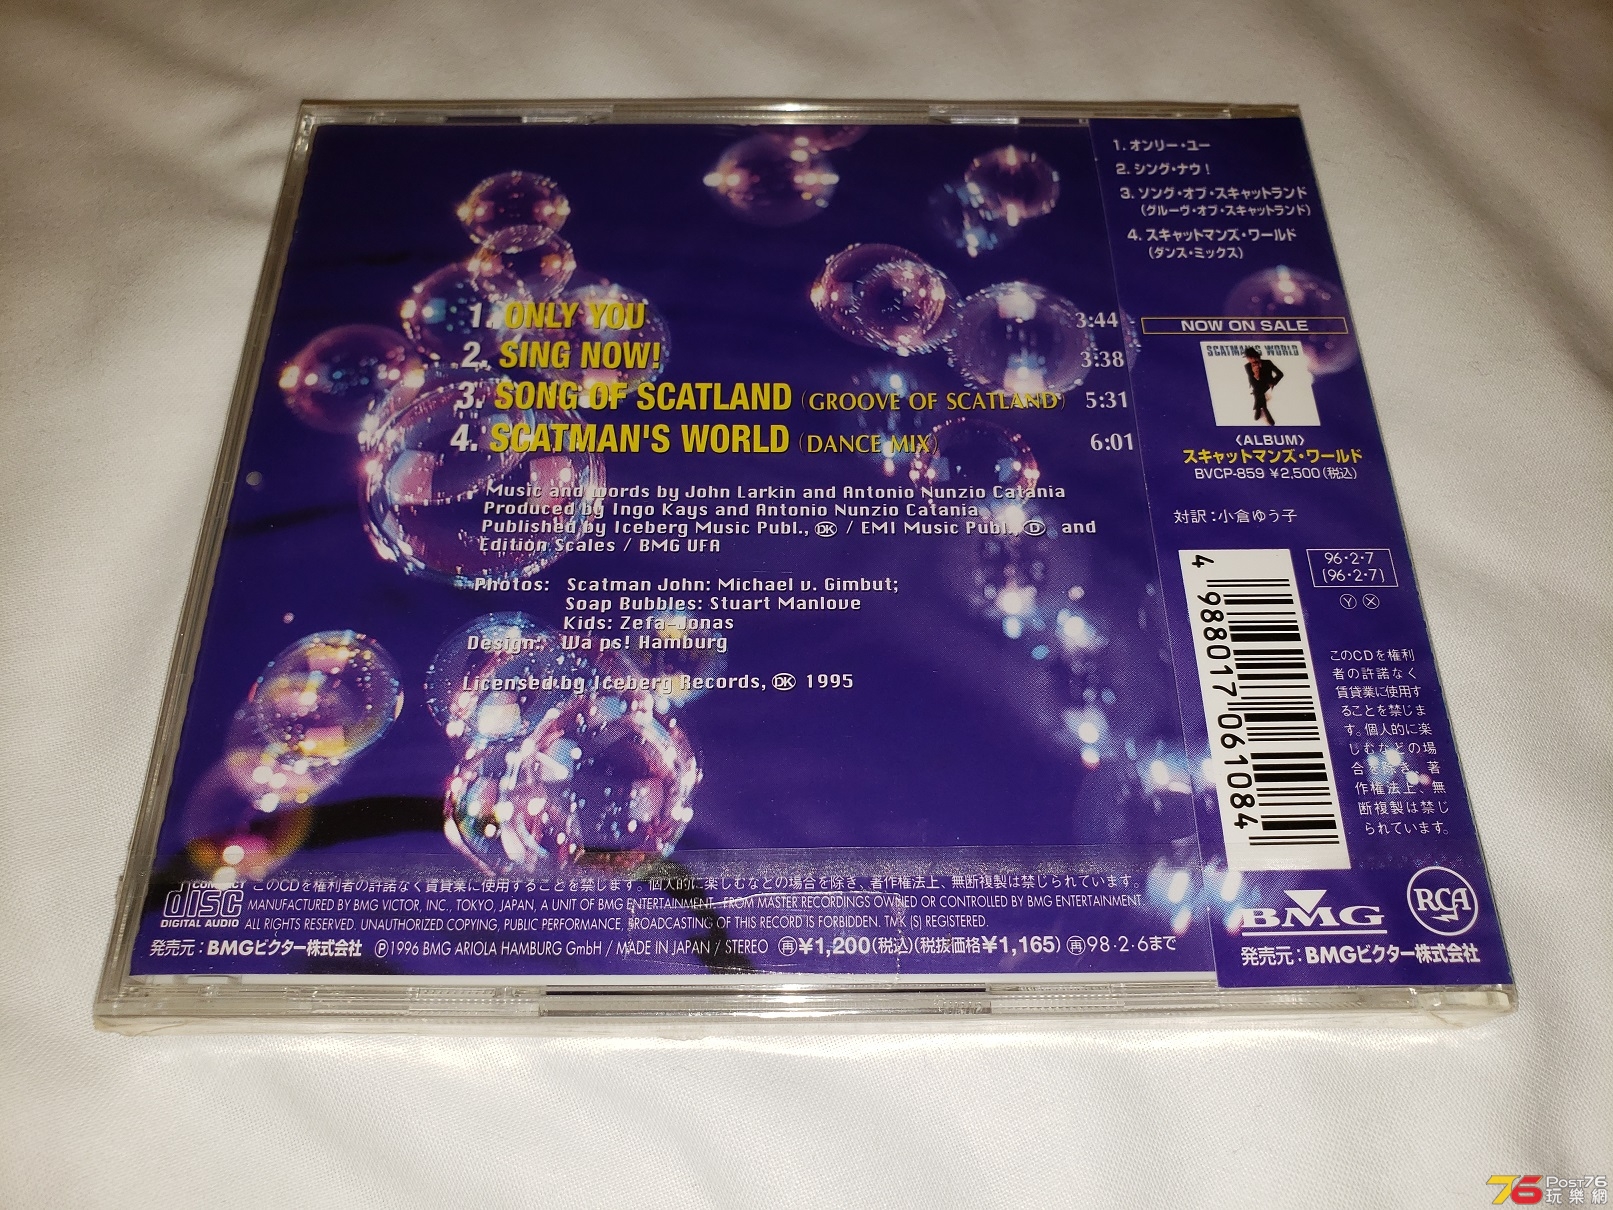 1. ONLY YOU 3:44
2. SING NOW! 3:38
3. SONG OF SCATLAND (GROOVE OF SCATLAND) 5:31
4. SCATMAN'S WORLD (DANCE MIX) 6:01
Music and words by John Larkin and Antonio Nunzio Catania
Produced by Ingo Kays and Antonio Nunzio Catania
Published by Iceberg Music Publ., DK / EMI Music Publ., D and
Edition Scales / BMG UFA
Photos: Scatman John: Michael v. Gimbut;
Soap Bubbles: Stuart Manlove
Kids: Zefa-Jonas
Design: Wa ps! Hamburg
Licensed by Iceberg Records, DK 1995
COMPACT
disc
DIGITAL AUDIO
このCDを権利者の許諾なく賃貸業に使用することを禁じます。個人的に楽しむなどの場合を除き、著作権法上、無断複製は禁じられています。
MANUFACTURED BY BMG VICTOR, INC., TOKYO, JAPAN, A UNIT OF BMG ENTERTAINMENT. FROM MASTER RECORDINGS OWNED OR CONTROLLED BY BMG ENTERTAINMENT.
ALL RIGHTS RESERVED. UNAUTHORIZED COPYING, PUBLIC PERFORMANCE, BROADCASTING OF THIS RECORD IS FORBIDDEN. TMK (S) REGISTERED.
発売元:BMGビクター株式会社 Ⓟ1996 BMG ARIOLA HAMBURG GmbH / MADE IN JAPAN / STEREO 再¥1,200(税込)(税抜価格¥1,165) 再98・2・6まで
1. オンリー・ユー
2. シング・ナウ!
3. ソング・オブ・スキャットランド
(グルーヴ・オブ・スキャットランド)
4. スキャットマンズ・ワールド
(ダンス・ミックス)
NOW ON SALE
SCATMAN'S WORLD
〈ALBUM〉
スキャットマンズ・ワールド
BVCP-859 ¥2,500(税込)
対訳:小倉ゆう子
4 988017 061084
96・2・7
(96・2・7)
Ⓨ Ⓧ
このCDを権利
者の許諾なく
賃貸業に使用す
ることを禁じま
す。個人的に楽
しむなどの場
合を除き、著
作権法上、無
断複製は禁じ
られています。
BMG
RCA
発売元:BMGビクター株式会社
76 Post76
玩樂網